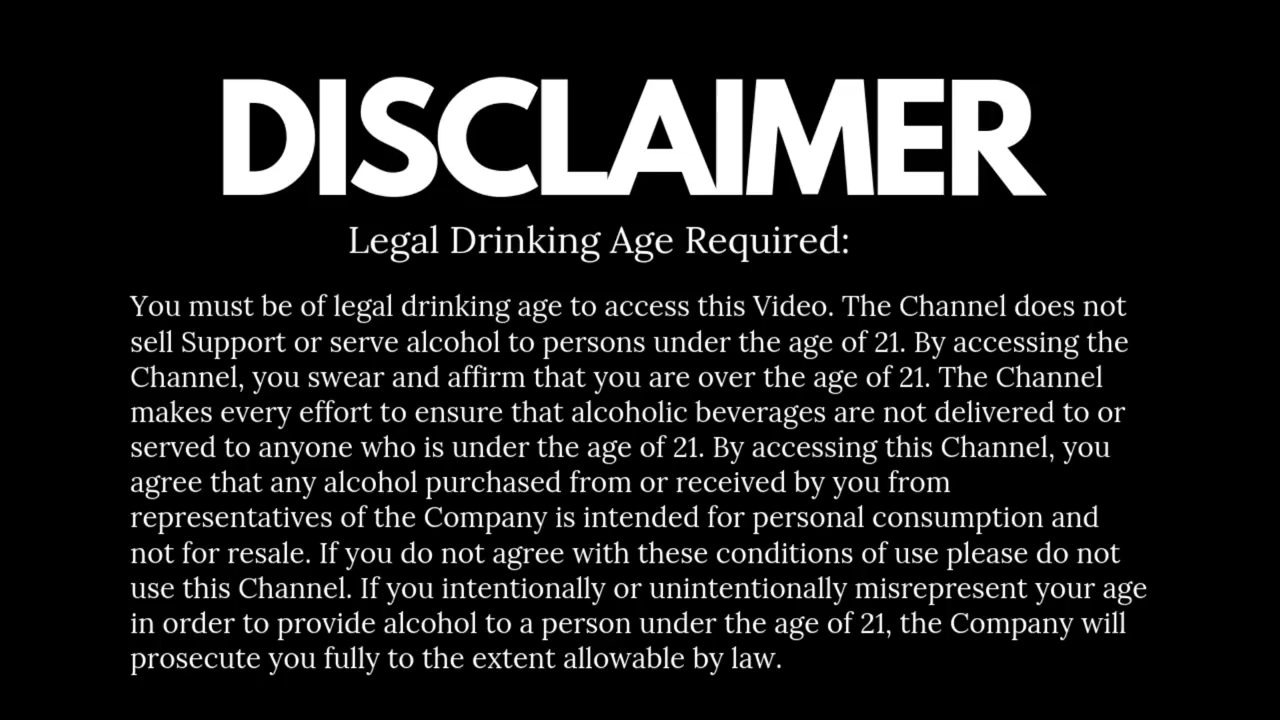 DISCLAIMER
Legal Drinking Age Required:
You must be of legal drinking age to access this Video. The Channel does not
sell Support or serve alcohol to persons under the age of 21. By accessing the
Channel, you swear and affirm that you are over the age of 21. The Channel
makes every effort to ensure that alcoholic beverages are not delivered to or
served to anyone who is under the age of 21. By accessing this Channel, you
agree that any alcohol purchased from or received by you from
representatives of the Company is intended for personal consumption and
not for resale. If you do not agree with these conditions of use please do not
use this Channel. If you intentionally or unintentionally misrepresent your age
in order to provide alcohol to a person under the age of 21, the Company will
prosecute you fully to the extent allowable by law.